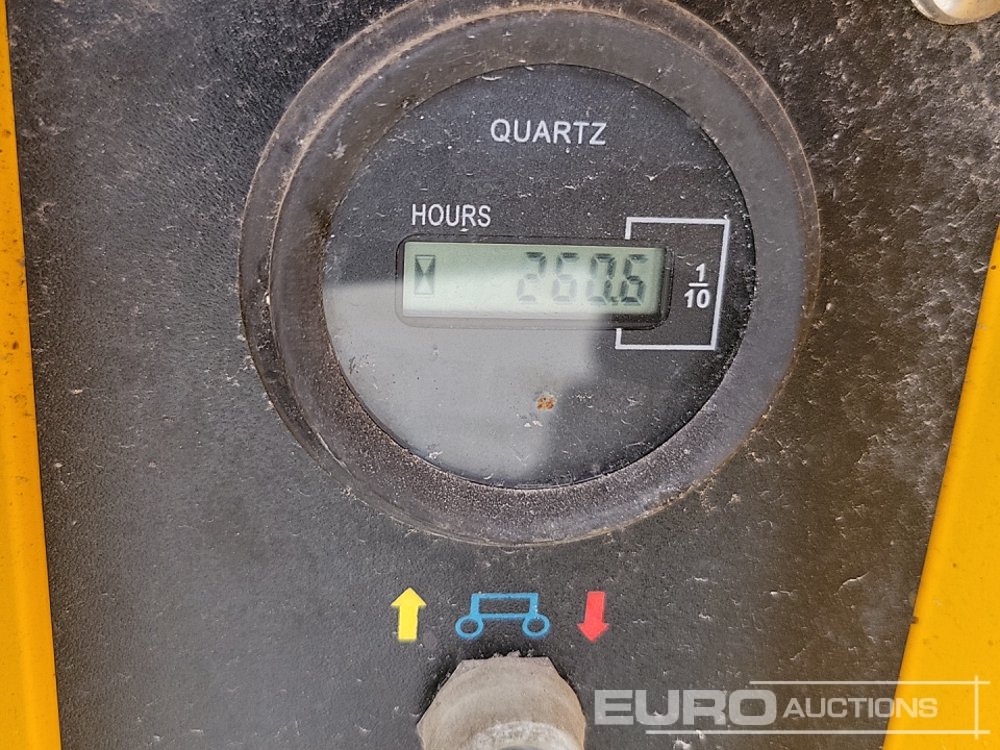 QUARTZ
HOURS
260.6
1/10
EURO AUCTIONS